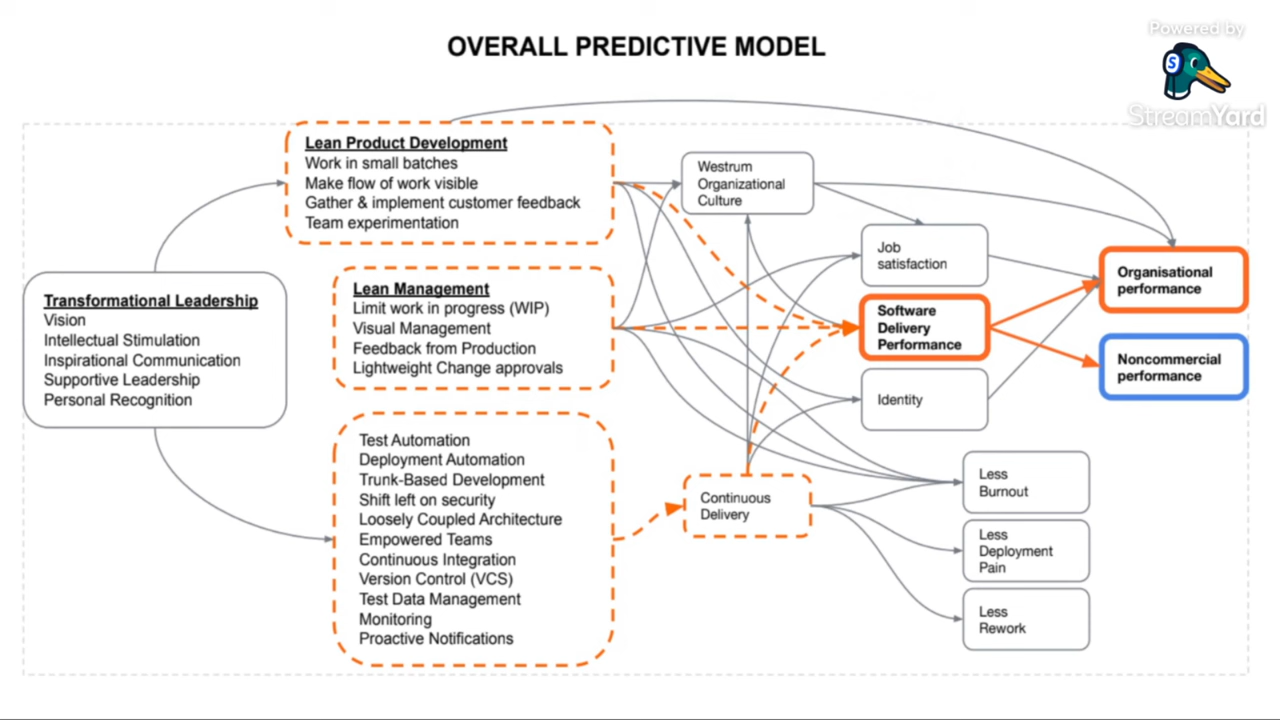 Powered by
S
StreamYard
OVERALL PREDICTIVE MODEL
Lean Product Development
Work in small batches
Make flow of work visible
Gather & implement customer feedback
Team experimentation
Transformational Leadership
Vision
Intellectual Stimulation
Inspirational Communication
Supportive Leadership
Personal Recognition
Lean Management
Limit work in progress (WIP)
Visual Management
Feedback from Production
Lightweight Change approvals
Test Automation
Deployment Automation
Trunk-Based Development
Shift left on security
Loosely Coupled Architecture
Empowered Teams
Continuous Integration
Version Control (VCS)
Test Data Management
Monitoring
Proactive Notifications
Westrum
Organizational
Culture
Continuous
Delivery
Job
satisfaction
Software
Delivery
Performance
Identity
Less
Burnout
Less
Deployment
Pain
Less
Rework
Organisational
performance
Noncommercial
performance